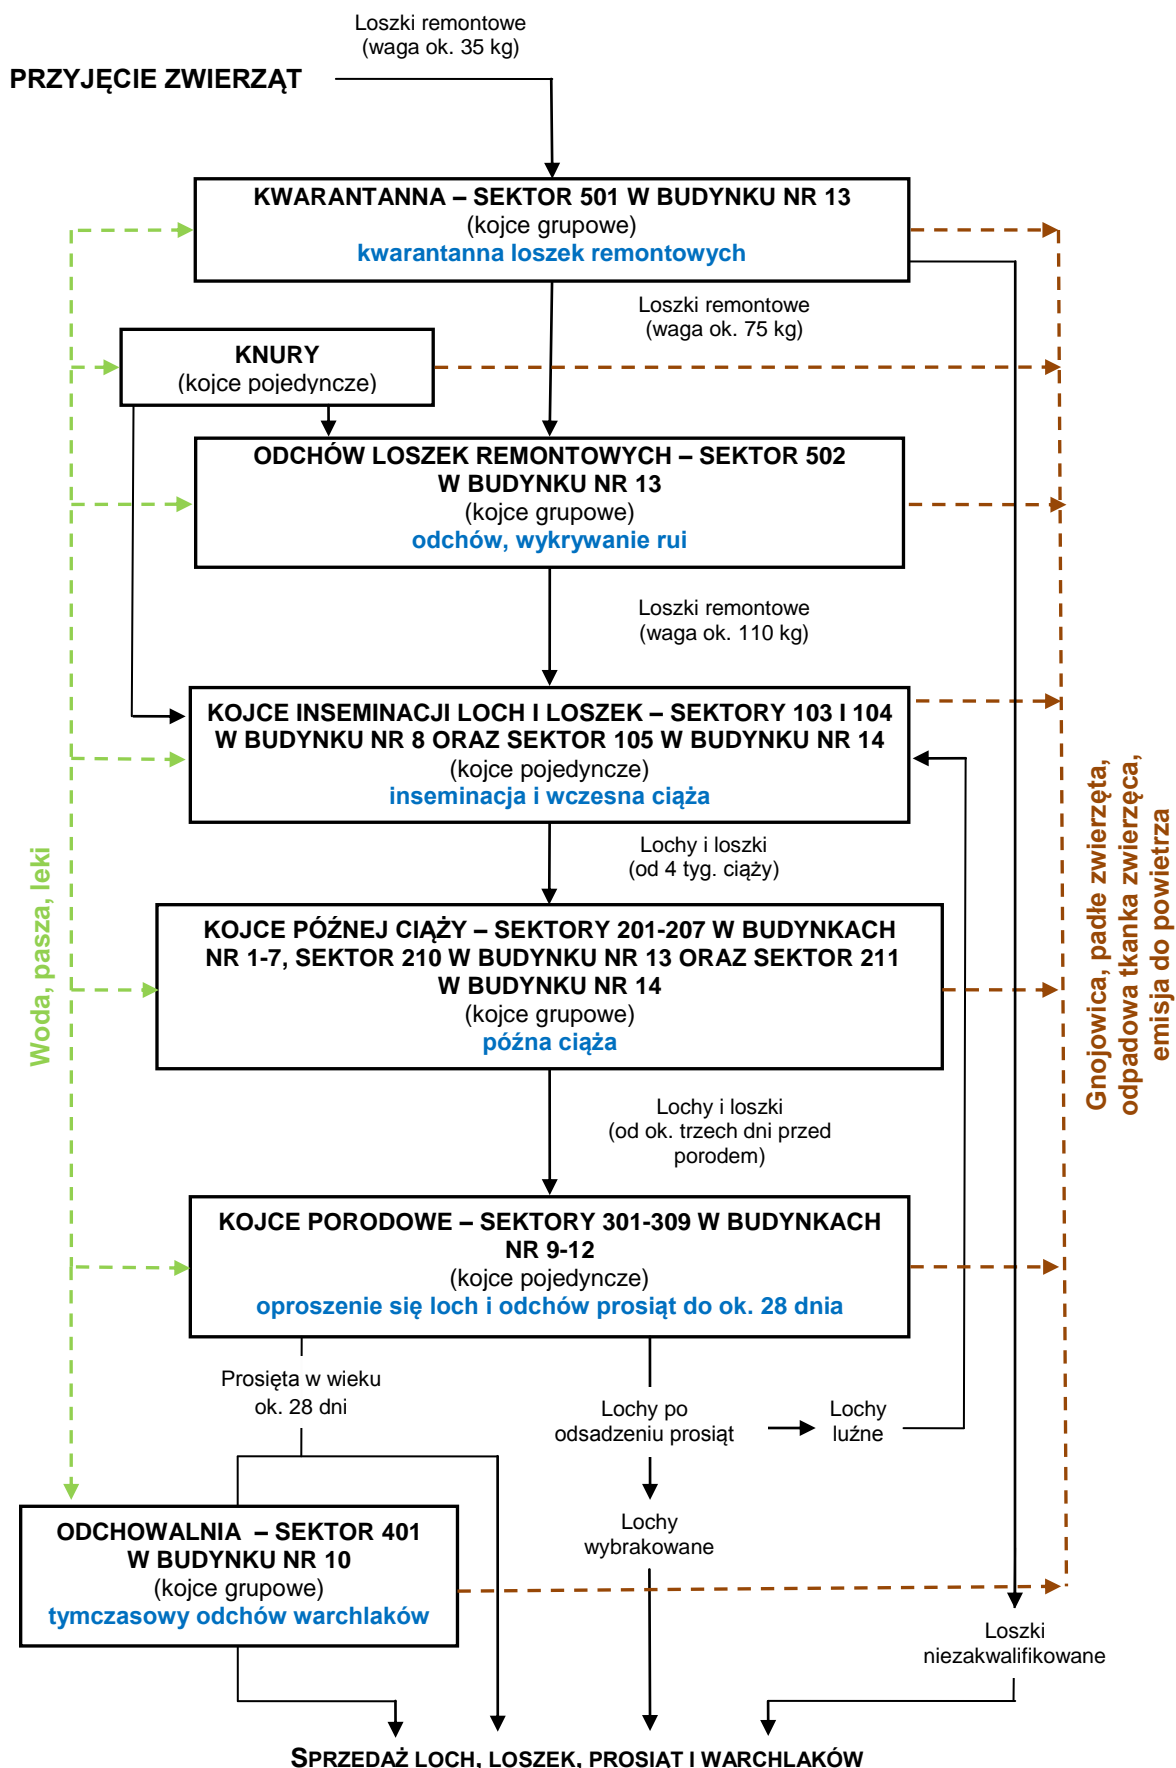 Loszki remontowe
(waga ok. 35 kg)
PRZYJĘCIE ZWIERZĄT
KWARANTANNA – SEKTOR 501 W BUDYNKU NR 13
(kojce grupowe)
kwarantanna loszek remontowych
Loszki remontowe
(waga ok. 75 kg)
KNURY
(kojce pojedyncze)
ODCHÓW LOSZEK REMONTOWYCH – SEKTOR 502
W BUDYNKU NR 13
(kojce grupowe)
odchów, wykrywanie rui
Loszki remontowe
(waga ok. 110 kg)
KOJCE INSEMINACJI LOCH I LOSZEK – SEKTORY 103 I 104
W BUDYNKU NR 8 ORAZ SEKTOR 105 W BUDYNKU NR 14
(kojce pojedyncze)
inseminacja i wczesna ciąża
Lochy i loszki
(od 4 tyg. ciąży)
KOJCE PÓŹNEJ CIĄŻY – SEKTORY 201-207 W BUDYNKACH
NR 1-7, SEKTOR 210 W BUDYNKU NR 13 ORAZ SEKTOR 211
W BUDYNKU NR 14
(kojce grupowe)
późna ciąża
Woda, pasza, leki
Gnojowica, padłe zwierzęta,
odpadowa tkanka zwierzęca,
emisja do powietrza
Lochy i loszki
(od ok. trzech dni przed
porodem)
KOJCE PORODOWE – SEKTORY 301-309 W BUDYNKACH
NR 9-12
(kojce pojedyncze)
oproszenie się loch i odchów prosiąt do ok. 28 dnia
Prosięta w wieku
ok. 28 dni
Lochy po
odsadzeniu prosiąt
Lochy
luźne
Lochy
wybrakowane
ODCHOWALNIA – SEKTOR 401
W BUDYNKU NR 10
(kojce grupowe)
tymczasowy odchów warchlaków
Loszki
niezakwalifikowane
SPRZEDAŻ LOCH, LOSZEK, PROSIĄT I WARCHLAKÓW